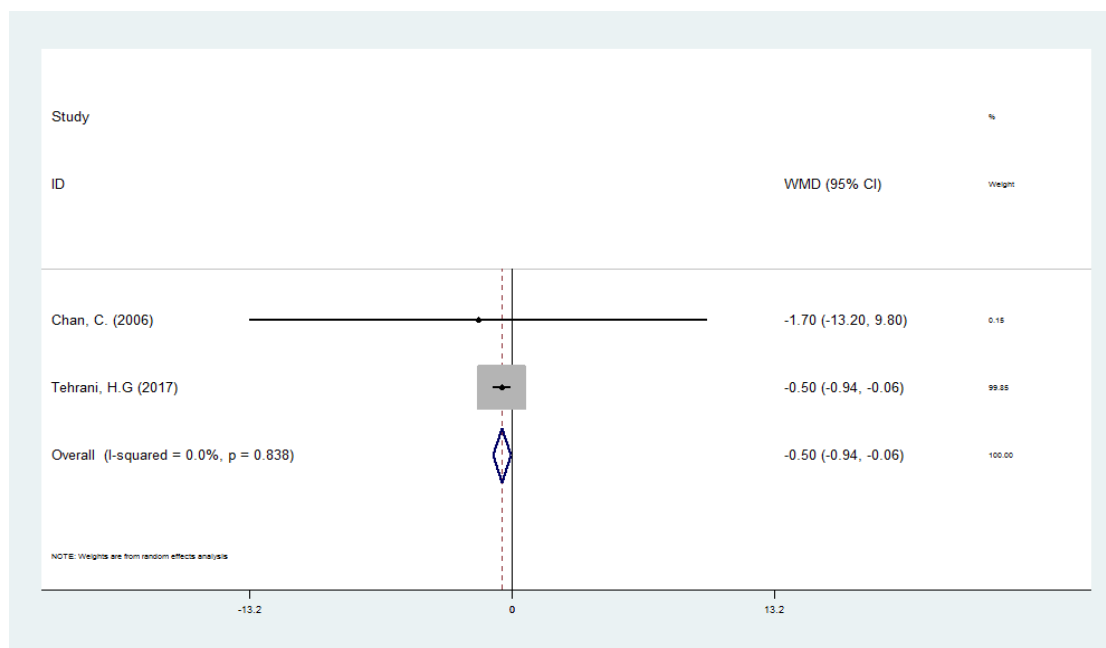 Study %
ID WMD (95% CI) Weight
Chan, C. (2006) -1.70 (-13.20, 9.80) 0.15
Tehrani, H.G (2017) -0.50 (-0.94, -0.06) 99.85
Overall (I-squared = 0.0%, p = 0.838) -0.50 (-0.94, -0.06) 100.00
NOTE: Weights are from random effects analysis
-13.2 0 13.2